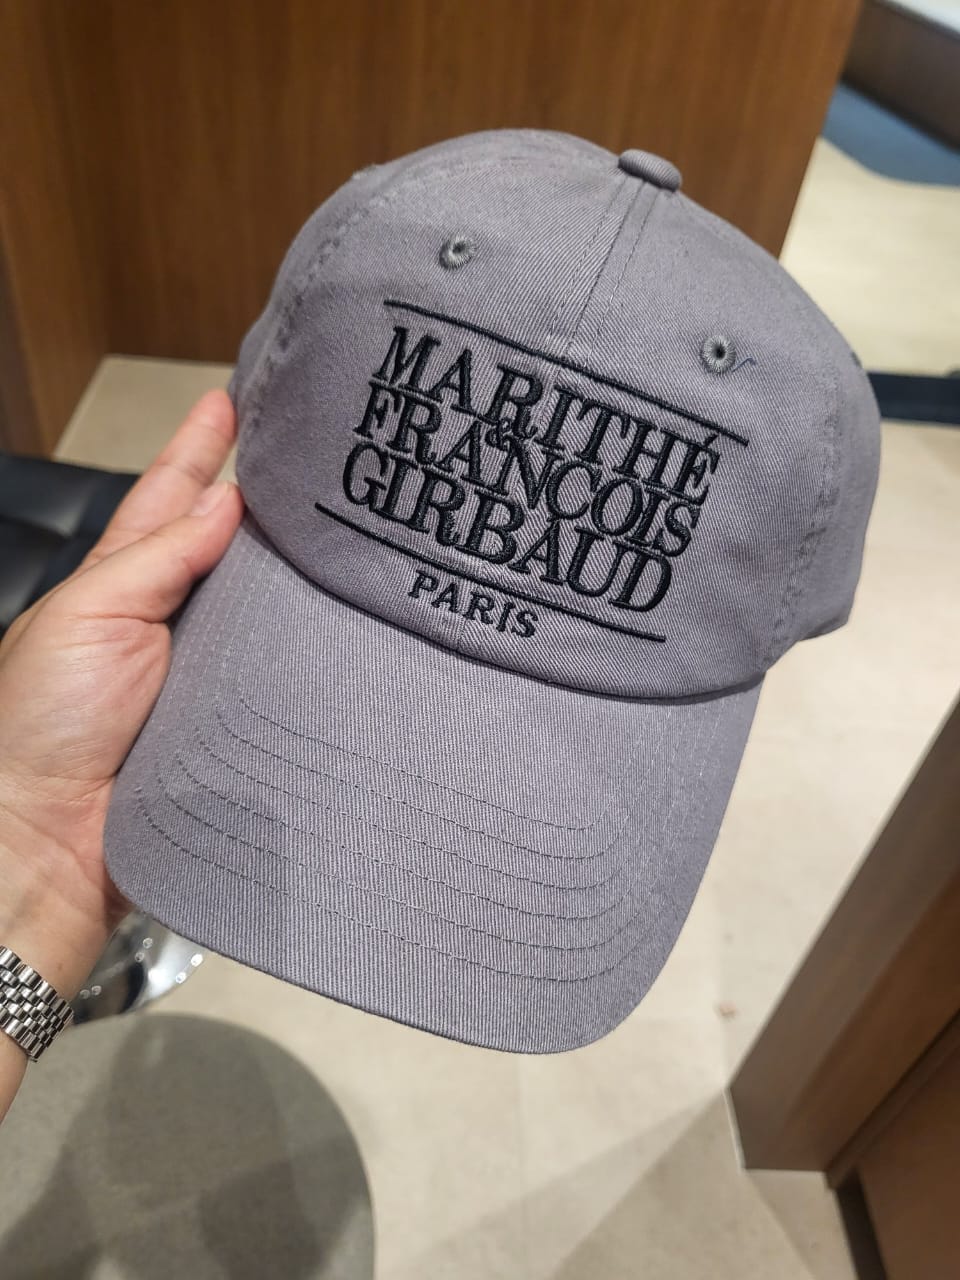 MARITHÉ
FRANÇOIS
&
GIRBAUD
PARIS